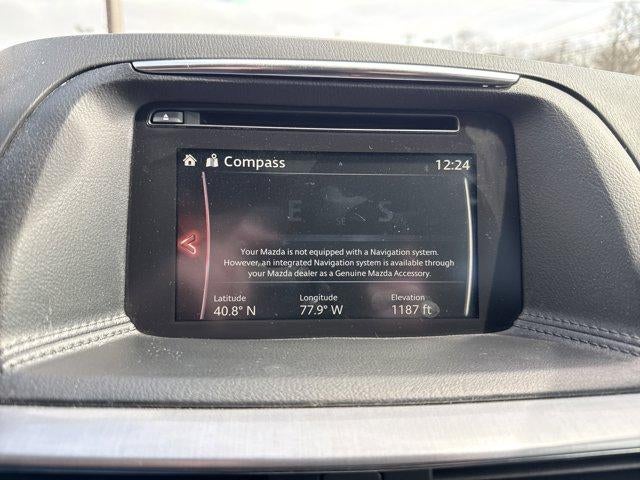 Compass
12:24
E SE S
Your Mazda is not equipped with a Navigation system.
However, an integrated Navigation system is available through
your Mazda dealer as a Genuine Mazda Accessory.
Latitude Longitude Elevation
40.8° N 77.9° W 1187 ft